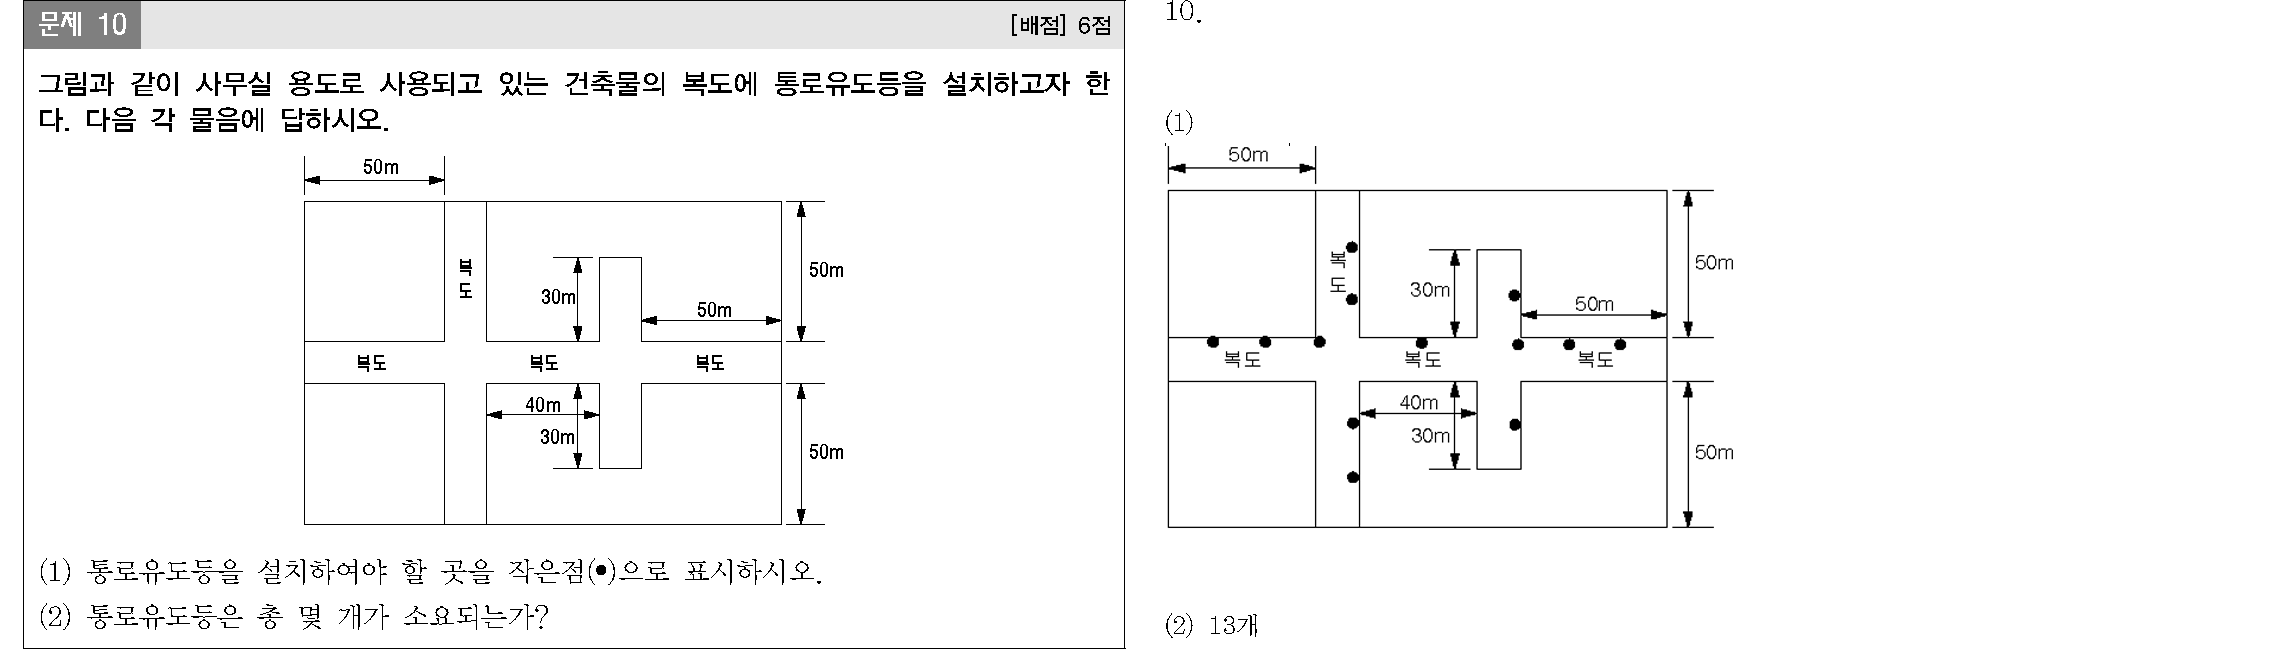 문제 10
[배점] 6점
그림과 같이 사무실 용도로 사용되고 있는 건축물의 복도에 통로유도등을 설치하고자 한
다. 다음 각 물음에 답하시오.
50m
복도
50m
30m
50m
복도
복도
복도
40m
30m
50m
(1) 통로유도등을 설치하여야 할 곳을 작은점(●)으로 표시하시오.
(2) 통로유도등은 총 몇 개가 소요되는가?
10.
(1)
50m
복도
50m
30m
50m
복도
복도
복도
40m
30m
50m
(2) 13개